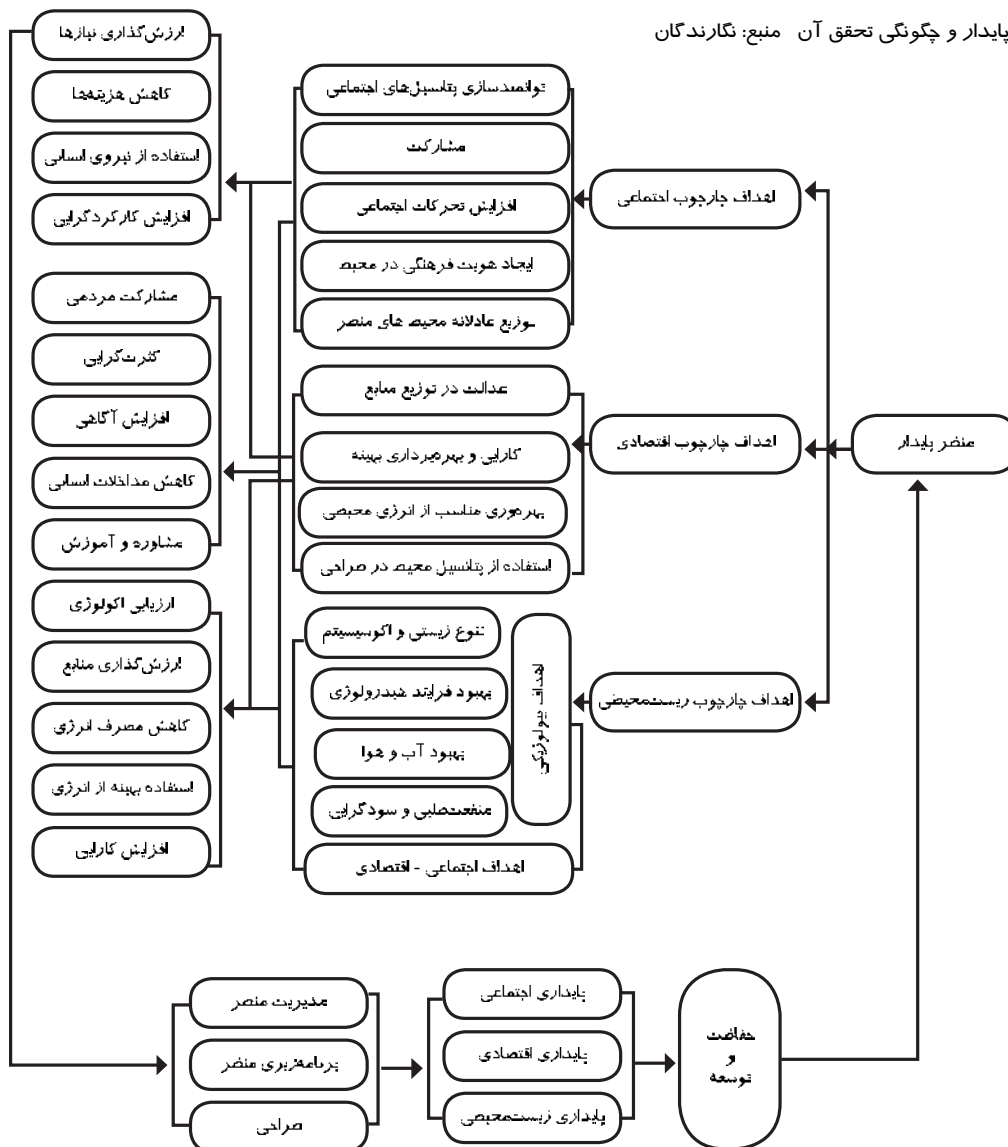 پایدار و چگونگی تحقق آن   منبع: نگارندگان
منظر پایدار
اهداف چارچوب اجتماعی
اهداف چارچوب اقتصادی
اهداف چارچوب زیست‌محیطی
توانمندسازی پتانسیل‌های اجتماعی
مشارکت
افزایش تحرکات اجتماعی
ایجاد هویت فرهنگی در محیط
توزیع عادلانه محیط های منظر
عدالت در توزیع منابع
کارایی و بهره‌برداری بهینه
بهره‌وری مناسب از انرژی محیطی
استفاده از پتانسیل محیط در طراحی
اهداف بیولوژیکی
تنوع زیستی و اکوسیستم
بهبود فرایند هیدرولوژی
بهبود آب و هوا
منفعت‌طلبی و سودگرایی
اهداف اجتماعی - اقتصادی
ارزش‌گذاری نیازها
کاهش هزینه‌ها
استفاده از نیروی انسانی
افزایش کارکردگرایی
مشارکت مردمی
کثرت‌گرایی
افزایش آگاهی
کاهش مداخلات انسانی
مشاوره و آموزش
ارزیابی اکولوژی
ارزش‌گذاری منابع
کاهش مصرف انرژی
استفاده بهینه از انرژی
افزایش کارایی
مدیریت منظر
برنامه‌ریزی منظر
طراحی
پایداری اجتماعی
پایداری اقتصادی
پایداری زیست‌محیطی
حفاظت
و
توسعه